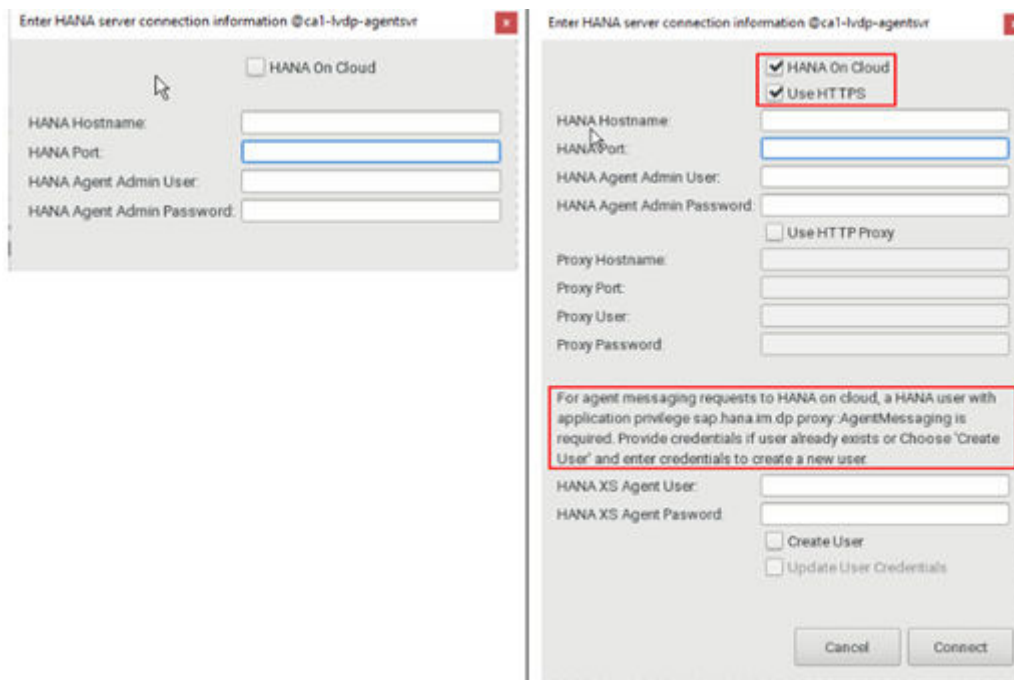 Enter HANA server connection information @ca1-lvdp-agentsvr
x
HANA On Cloud
HANA Hostname:
HANA Port:
HANA Agent Admin User:
HANA Agent Admin Password:
Enter HANA server connection information @ca1-lvdp-agentsvr
HANA On Cloud
Use HTTPS
HANA Hostname:
HANA Port:
HANA Agent Admin User:
HANA Agent Admin Password:
Use HTTP Proxy
Proxy Hostname:
Proxy Port:
Proxy User:
Proxy Password:
For agent messaging requests to HANA on cloud, a HANA user with
application privilege sap.hana.im.dp.proxy::AgentMessaging is
required. Provide credentials if user already exists or Choose 'Create
User' and enter credentials to create a new user.
HANA XS Agent User:
HANA XS Agent Pasword:
Create User
Update User Credentials
Cancel
Connect